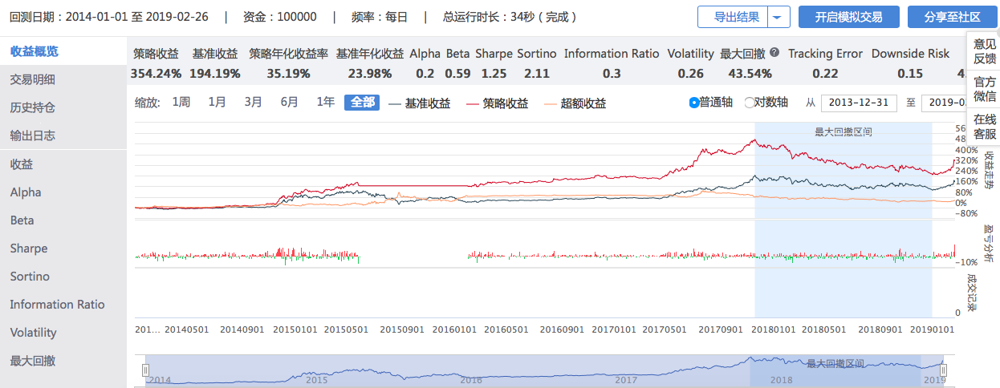 回测日期：2014-01-01 至 2019-02-26 | 资金：100000 | 频率：每日 | 总运行时长：34秒（完成） 导出结果 开启模拟交易 分享至社区
意见反馈
官方微信
在线客服
收益概览
交易明细
历史持仓
输出日志
收益
Alpha
Beta
Sharpe
Sortino
Information Ratio
Volatility
最大回撤
策略收益 基准收益 策略年化收益率 基准年化收益 Alpha Beta Sharpe Sortino Information Ratio Volatility 最大回撤 Tracking Error Downside Risk
354.24% 194.19% 35.19% 23.98% 0.2 0.59 1.25 2.11 0.3 0.26 43.54% 0.22 0.15 4.
缩放: 1周 1月 3月 6月 1年 全部 基准收益 策略收益 超额收益 普通轴 对数轴 从 2013-12-31 至 2019-0
最大回撤区间
56
48
400%
320%
240%
160%
80%
0%
-80%
收益走势
-10%
盈亏分析
0
成交记录
201... 20140501 20140901 20150101 20150501 20150901 20160101 20160501 20160901 20170101 20170501 20170901 20180101 20180501 20180901 20190101
最大回撤区间
2014 2015 2016 2017 2018 2019